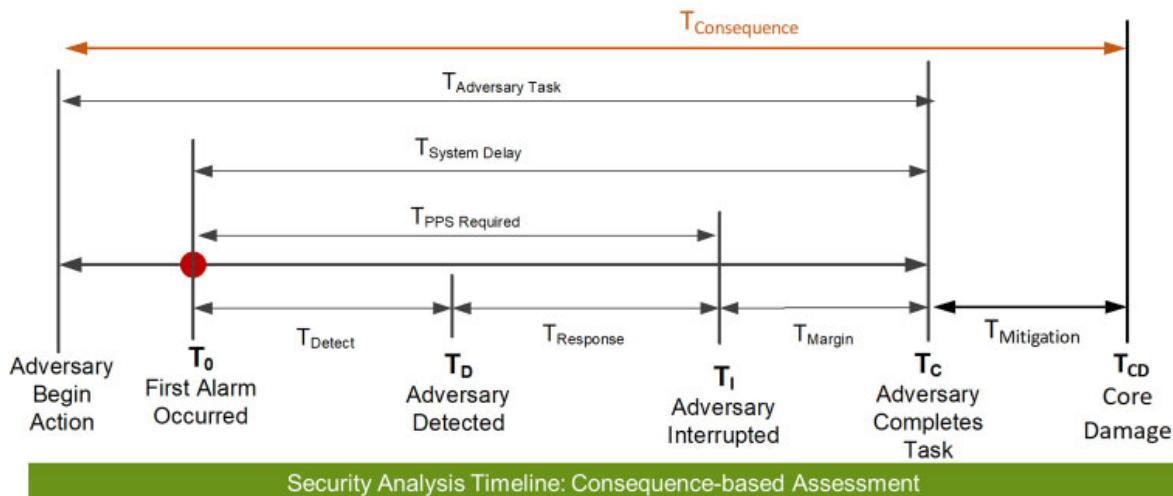 TConsequence
TAdversary Task
TSystem Delay
TPPS Required
TDetect
TResponse
TMargin
TMitigation
Adversary
Begin
Action
T0
First Alarm
Occurred
TD
Adversary
Detected
TI
Adversary
Interrupted
TC
Adversary
Completes
Task
TCD
Core
Damage
Security Analysis Timeline: Consequence-based Assessment